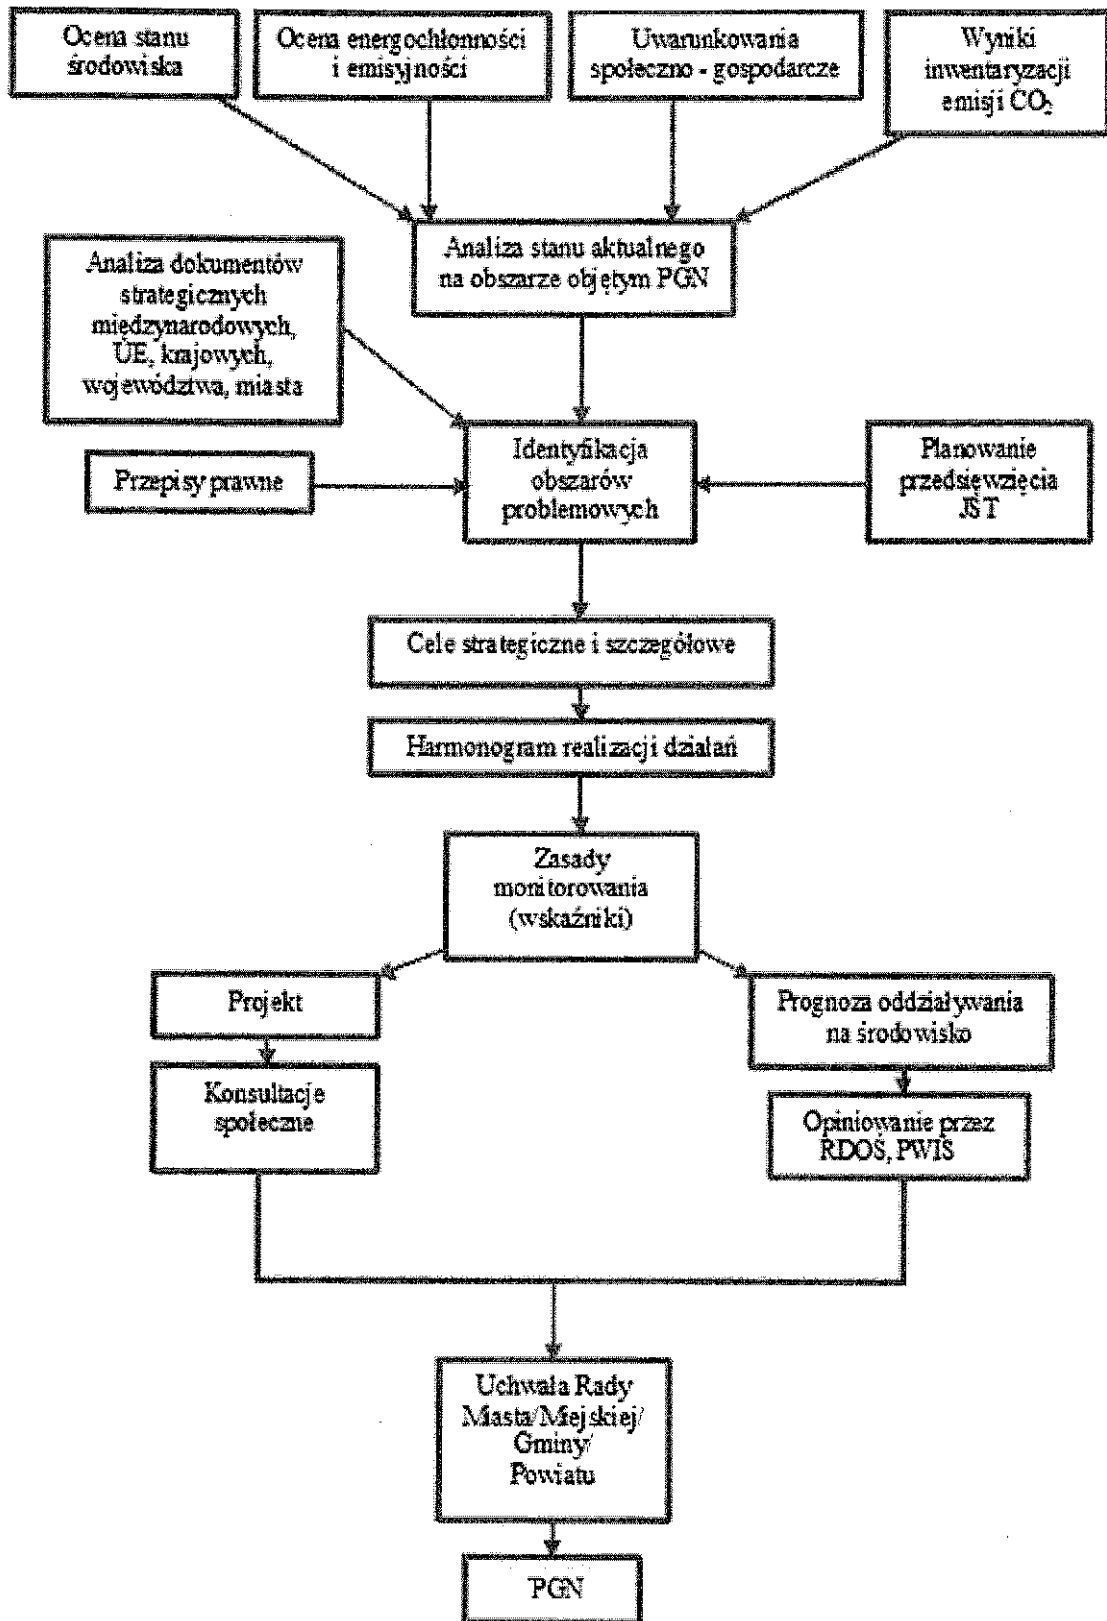 Ocena stanu
środowiska
Ocena energochłonności
i emisyjności
Uwarunkowania
społeczno - gospodarcze
Wyniki
inwentaryzacji
emisji CO₂
Analiza stanu aktualnego
na obszarze objętym PGN
Analiza dokumentów
strategicznych
międzynarodowych,
UE, krajowych,
województwa, miasta
Identyfikacja
obszarów
problemowych
Przepisy prawne
Planowanie
przedsięwzięcia
JST
Cele strategiczne i szczegółowe
Harmonogram realizacji działań
Zasady
monitorowania
(wskaźniki)
Projekt
Prognoza oddziaływania
na środowisko
Konsultacje
społeczne
Opiniowanie przez
RDOŚ, PWIS
Uchwała Rady
Miasta/Miejskiej/
Gminy/
Powiatu
PGN